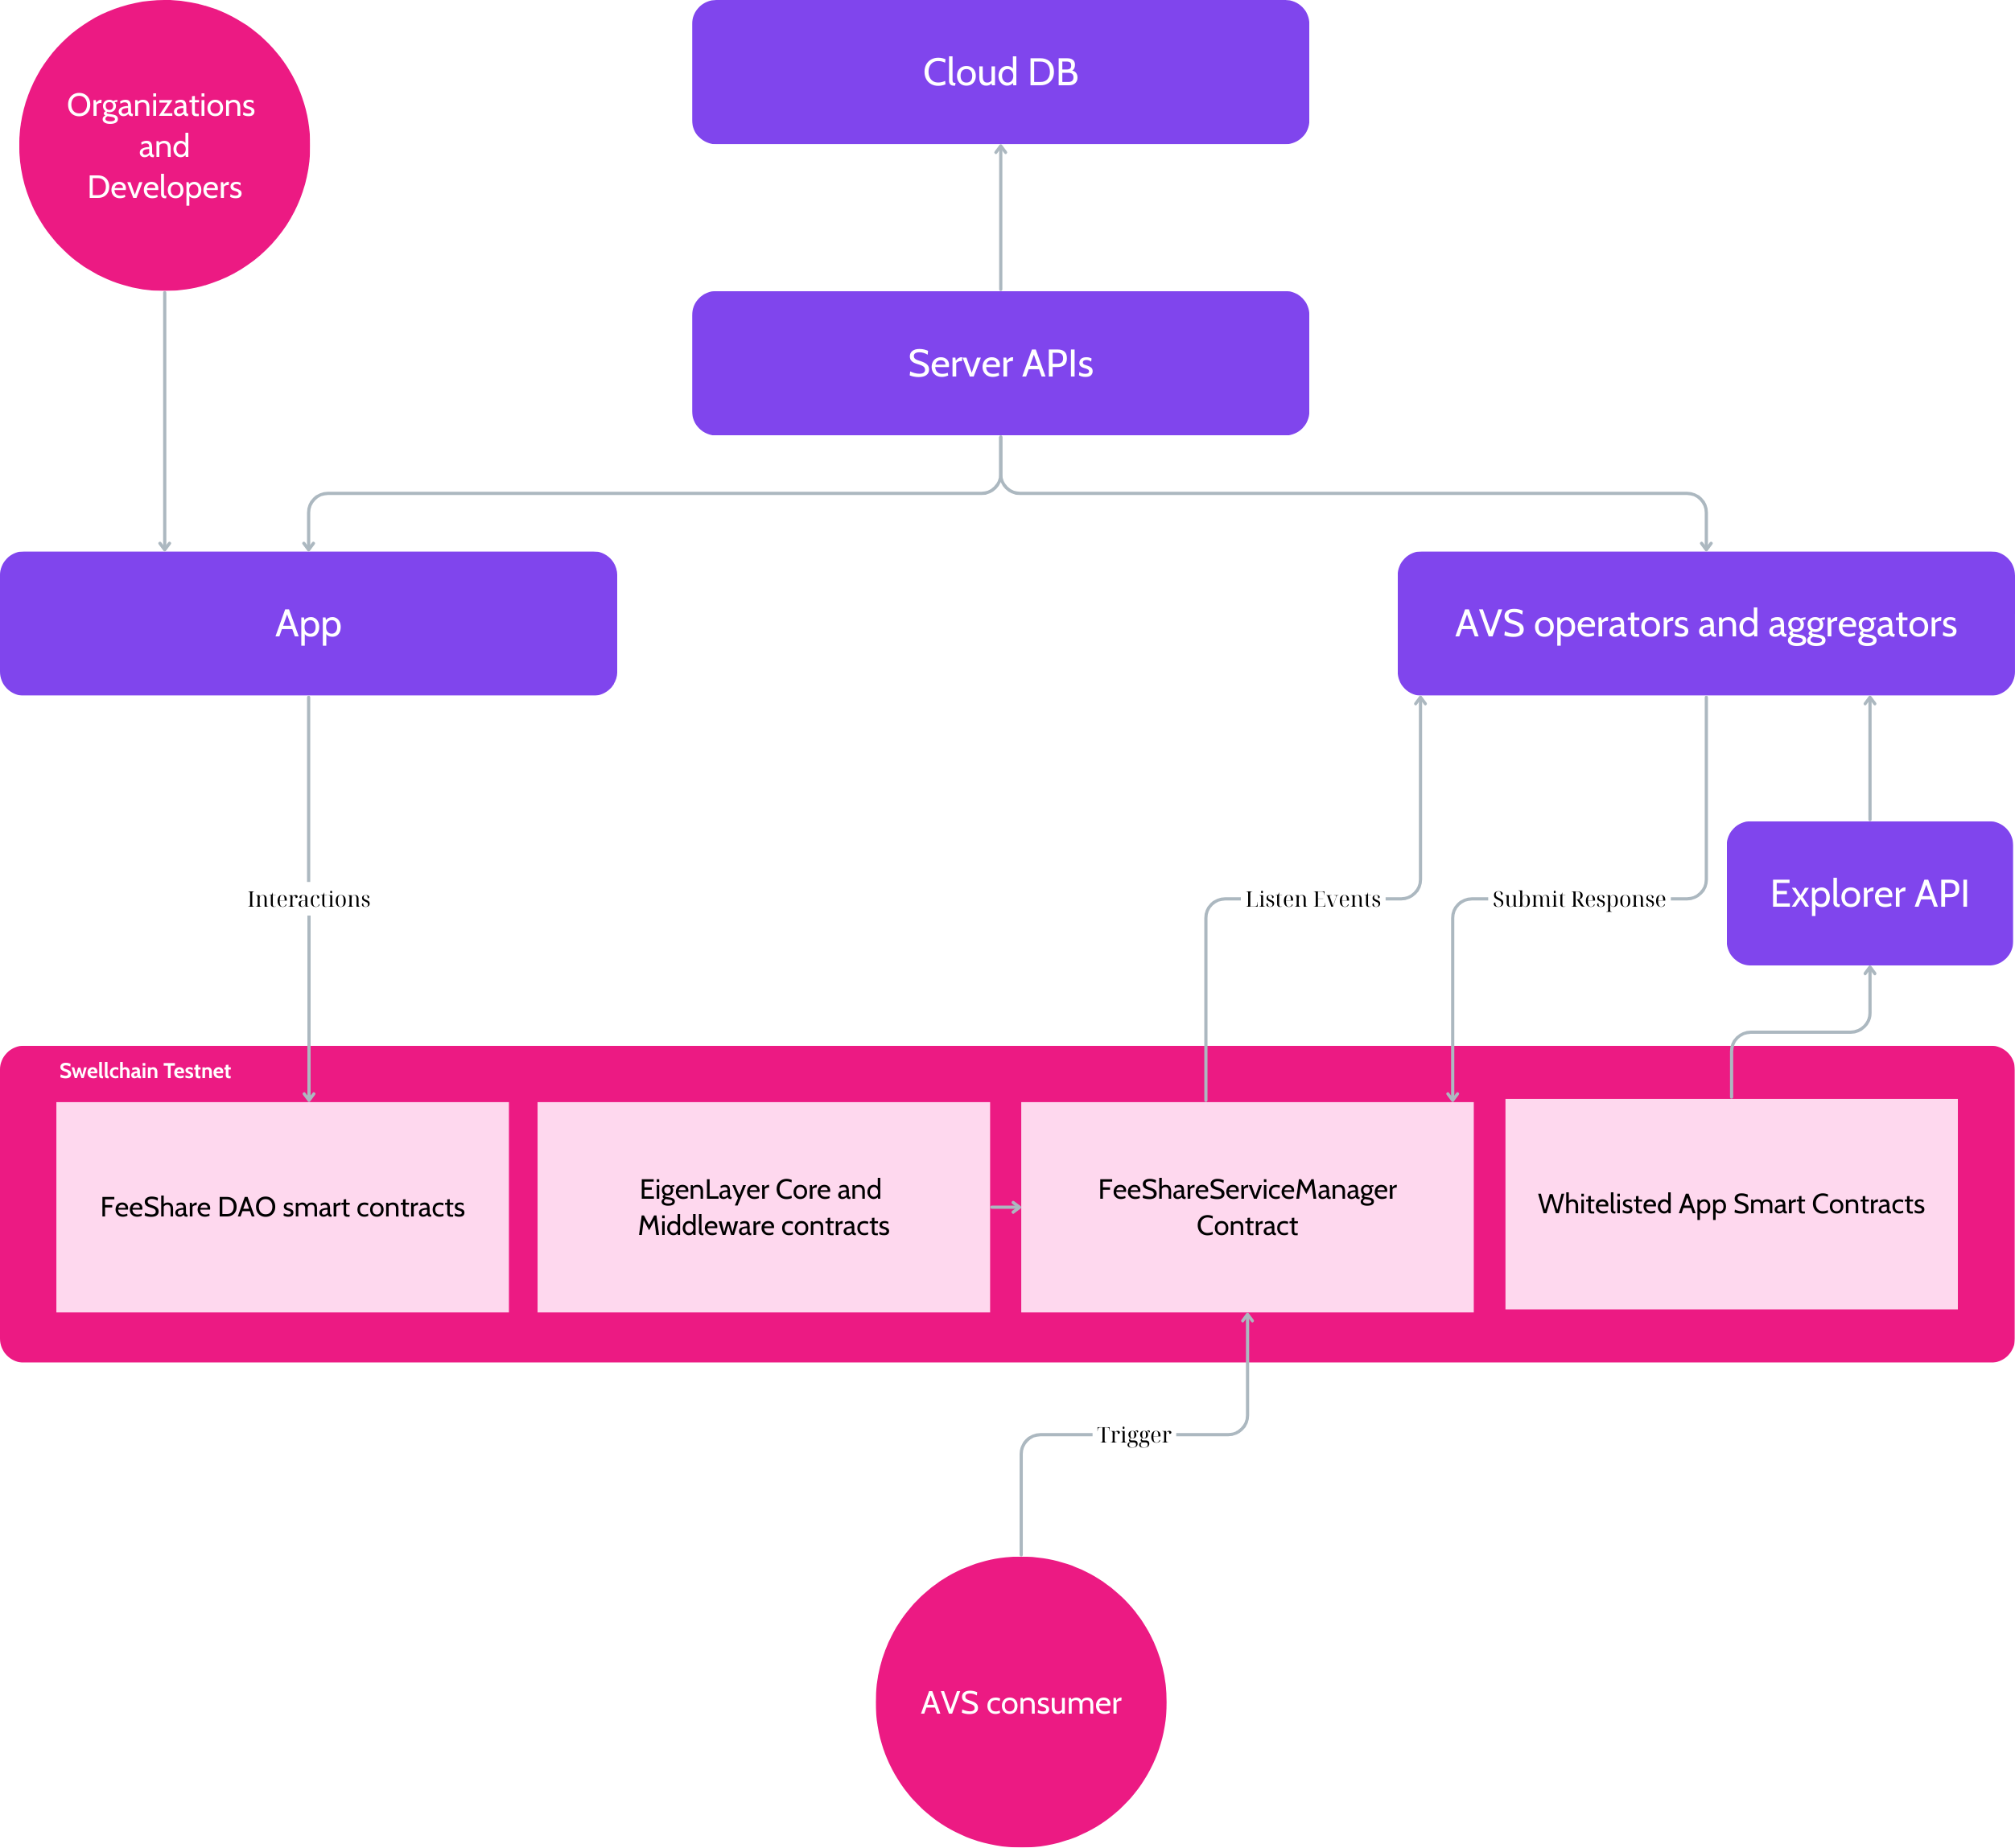 Organizations
and
Developers
Cloud DB
Server APIs
App
AVS operators and aggregators
Interactions
Listen Events
Submit Response
Explorer API
Swellchain Testnet
FeeShare DAO smart contracts
EigenLayer Core and
Middleware contracts
FeeShareServiceManager
Contract
Whitelisted App Smart Contracts
Trigger
AVS consumer